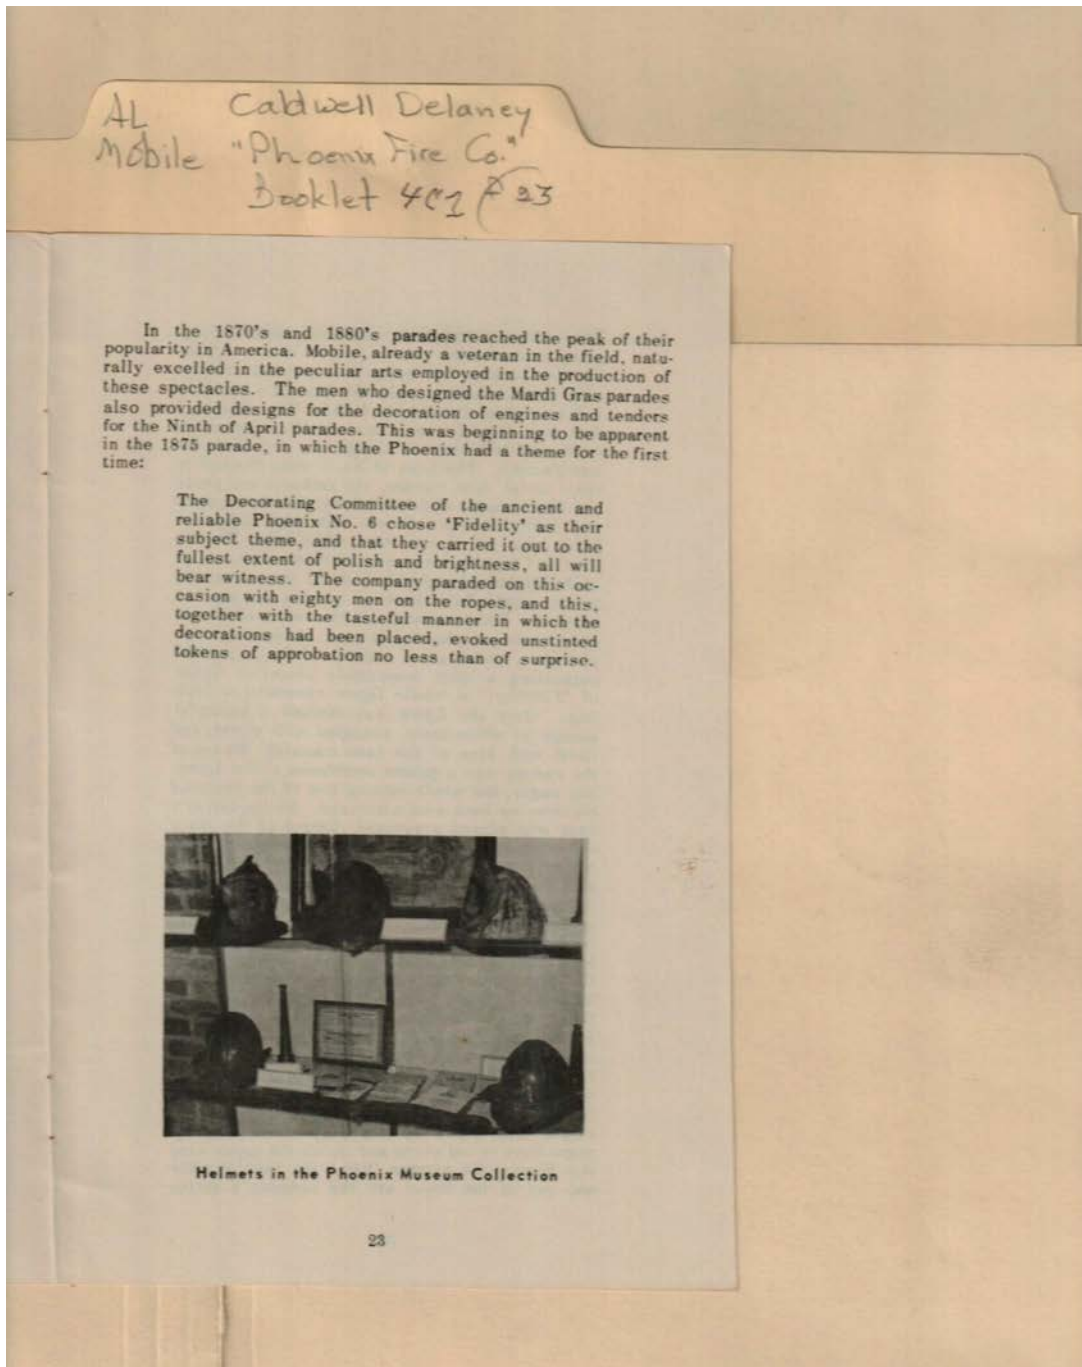 AL Caldwell Delaney
Mobile "Phoenix Fire Co."
Booklet 4C1 P 23
In the 1870's and 1880's parades reached the peak of their
popularity in America. Mobile, already a veteran in the field, natu-
rally excelled in the peculiar arts employed in the production of
these spectacles. The men who designed the Mardi Gras parades
also provided designs for the decoration of engines and tenders
for the Ninth of April parades. This was beginning to be apparent
in the 1875 parade, in which the Phoenix had a theme for the first
time:
The Decorating Committee of the ancient and
reliable Phoenix No. 6 chose 'Fidelity' as their
subject theme, and that they carried it out to the
fullest extent of polish and brightness, all will
bear witness. The company paraded on this oc-
casion with eighty men on the ropes, and this,
together with the tasteful manner in which the
decorations had been placed, evoked unstinted
tokens of approbation no less than of surprise.
Helmets in the Phoenix Museum Collection
23